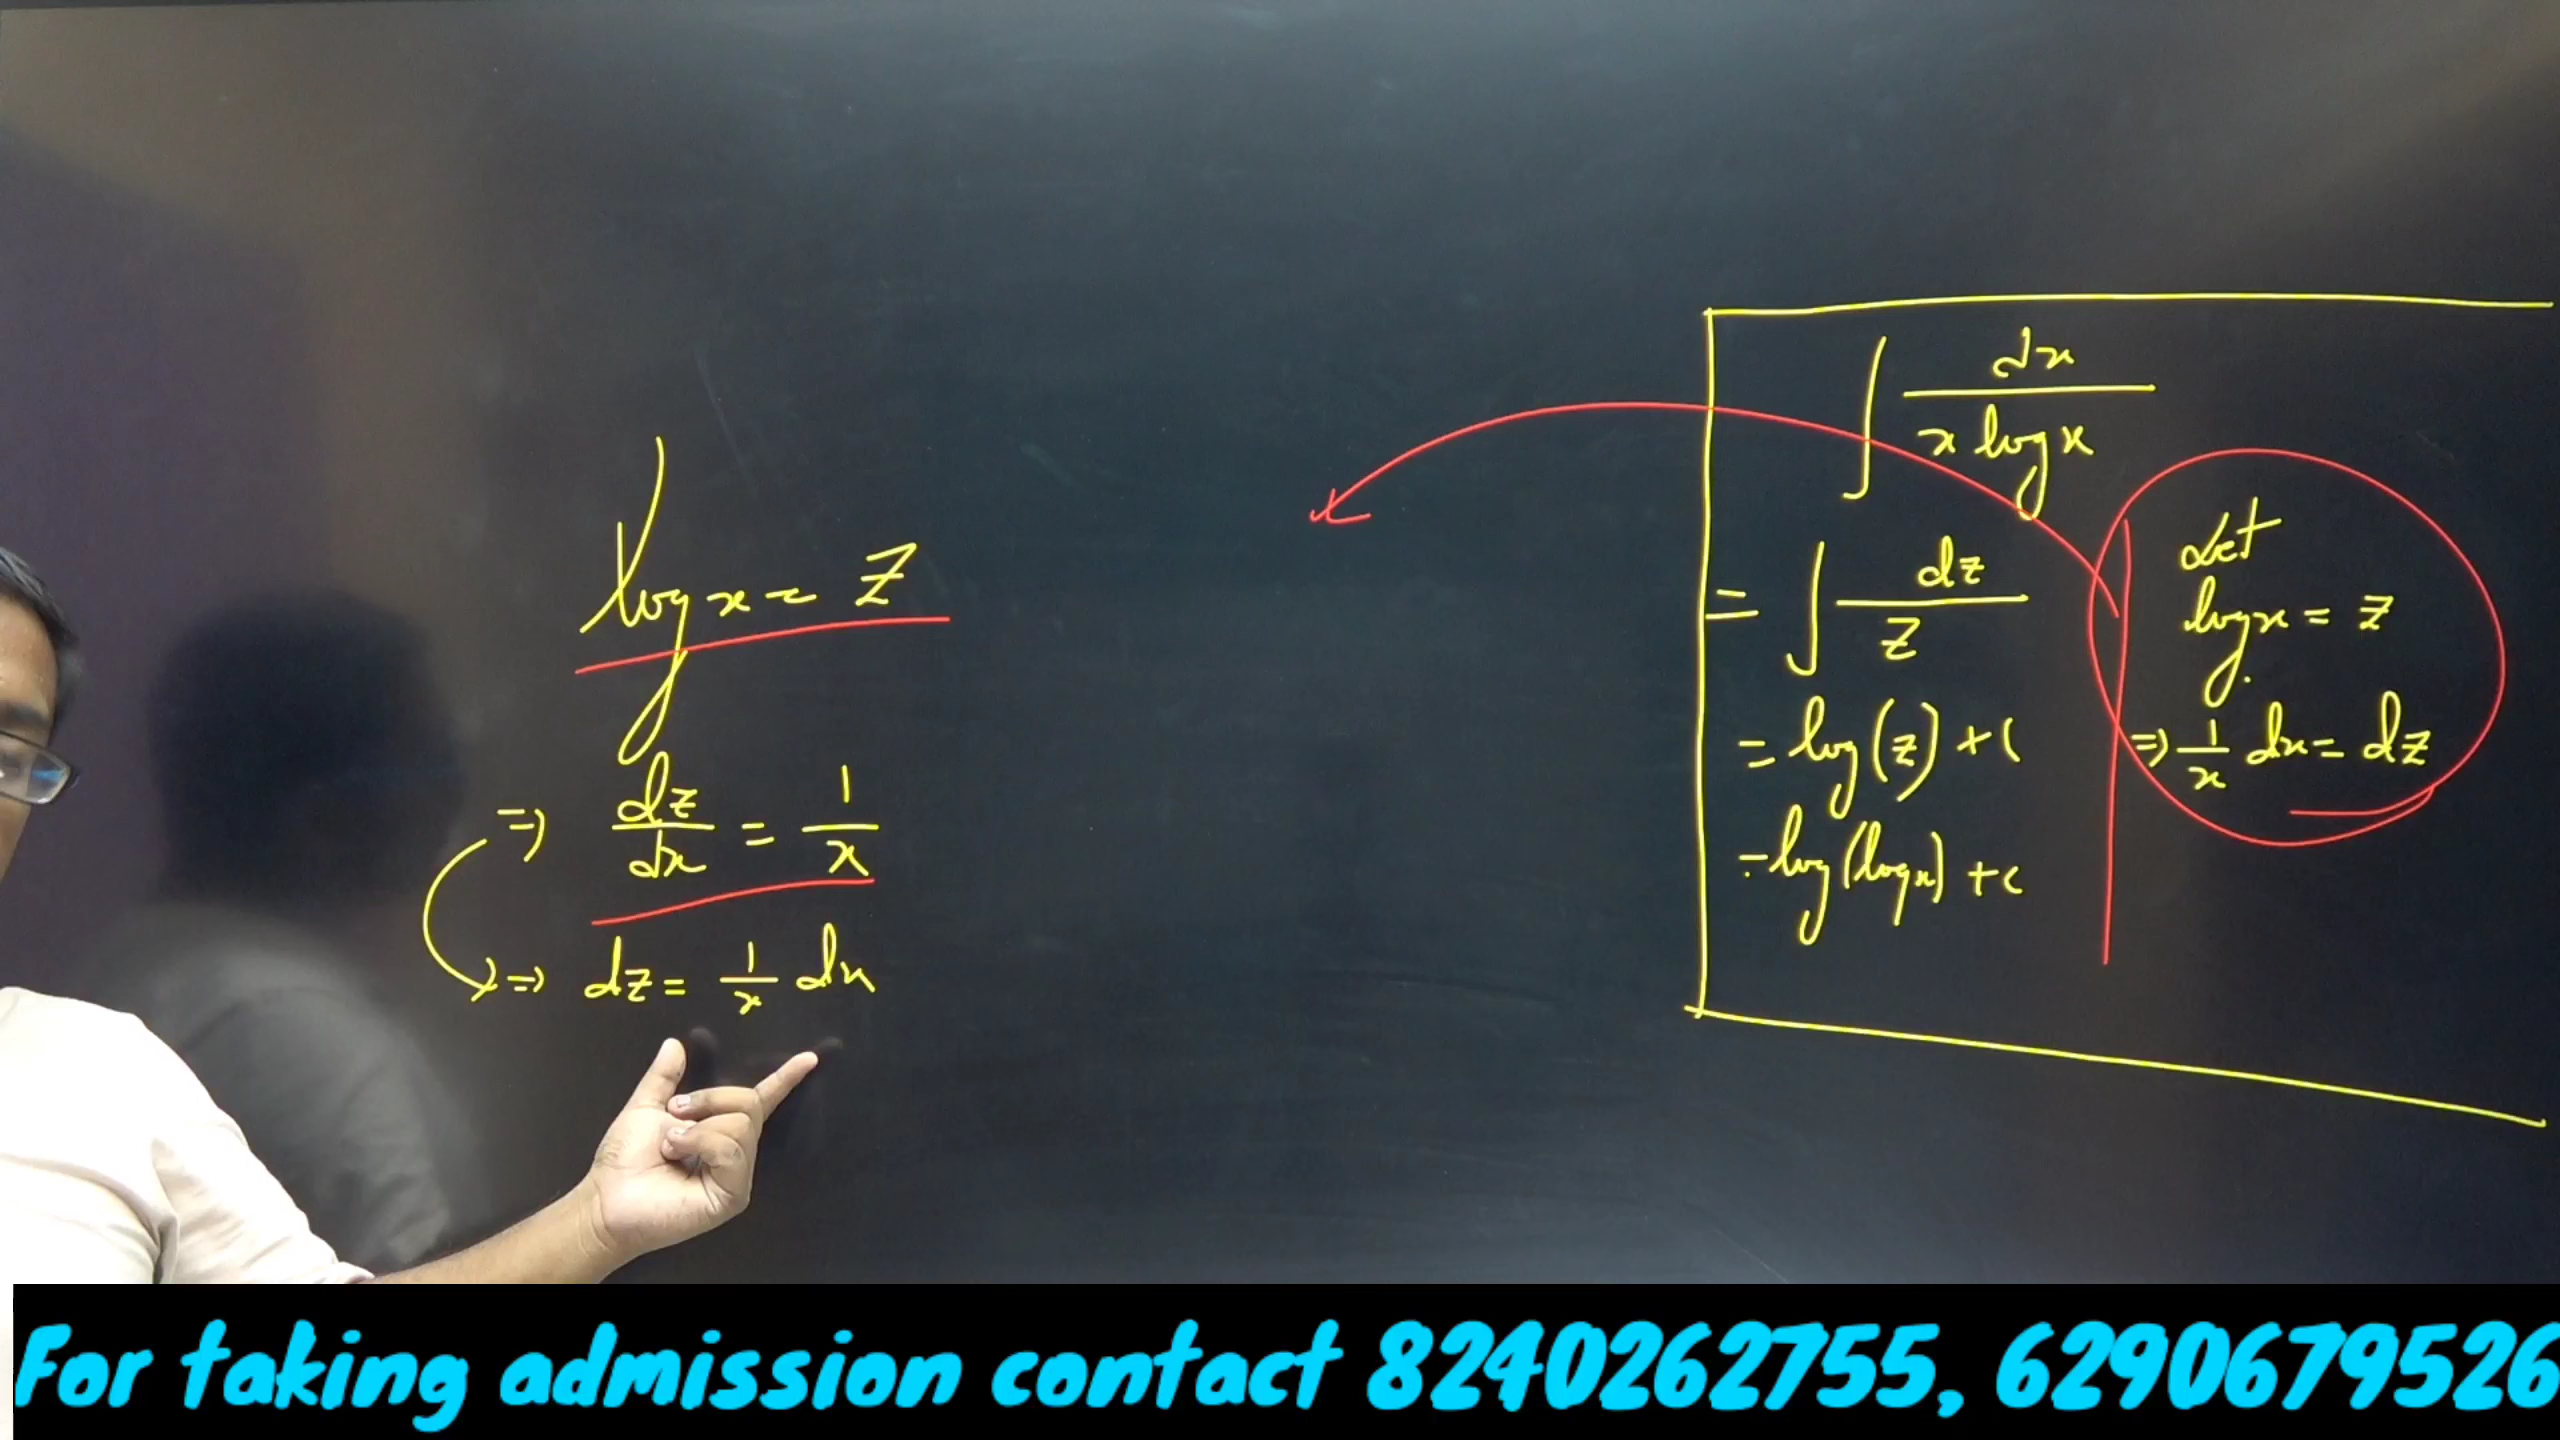 log x = z
=> dz/dx = 1/x
=> dz = 1/x dx
∫ dx / x log x
= ∫ dz / z
= log(z) + c
= log(log x) + c
Let
log x = z
=> 1/x dx = dz
For taking admission contact 8240262755, 6290679526